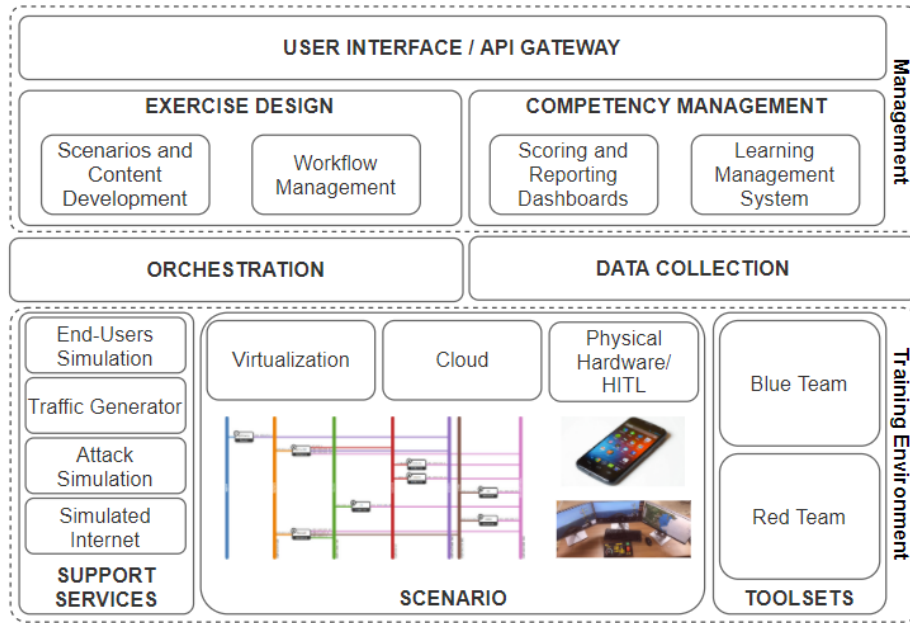 USER INTERFACE / API GATEWAY
Management
EXERCISE DESIGN
Scenarios and
Content
Development
Workflow
Management
COMPETENCY MANAGEMENT
Scoring and
Reporting
Dashboards
Learning
Management
System
ORCHESTRATION
DATA COLLECTION
Training Environment
End-Users
Simulation
Traffic Generator
Attack
Simulation
Simulated
Internet
SUPPORT
SERVICES
Virtualization
Cloud
Physical
Hardware/
HITL
SCENARIO
Blue Team
Red Team
TOOLSETS